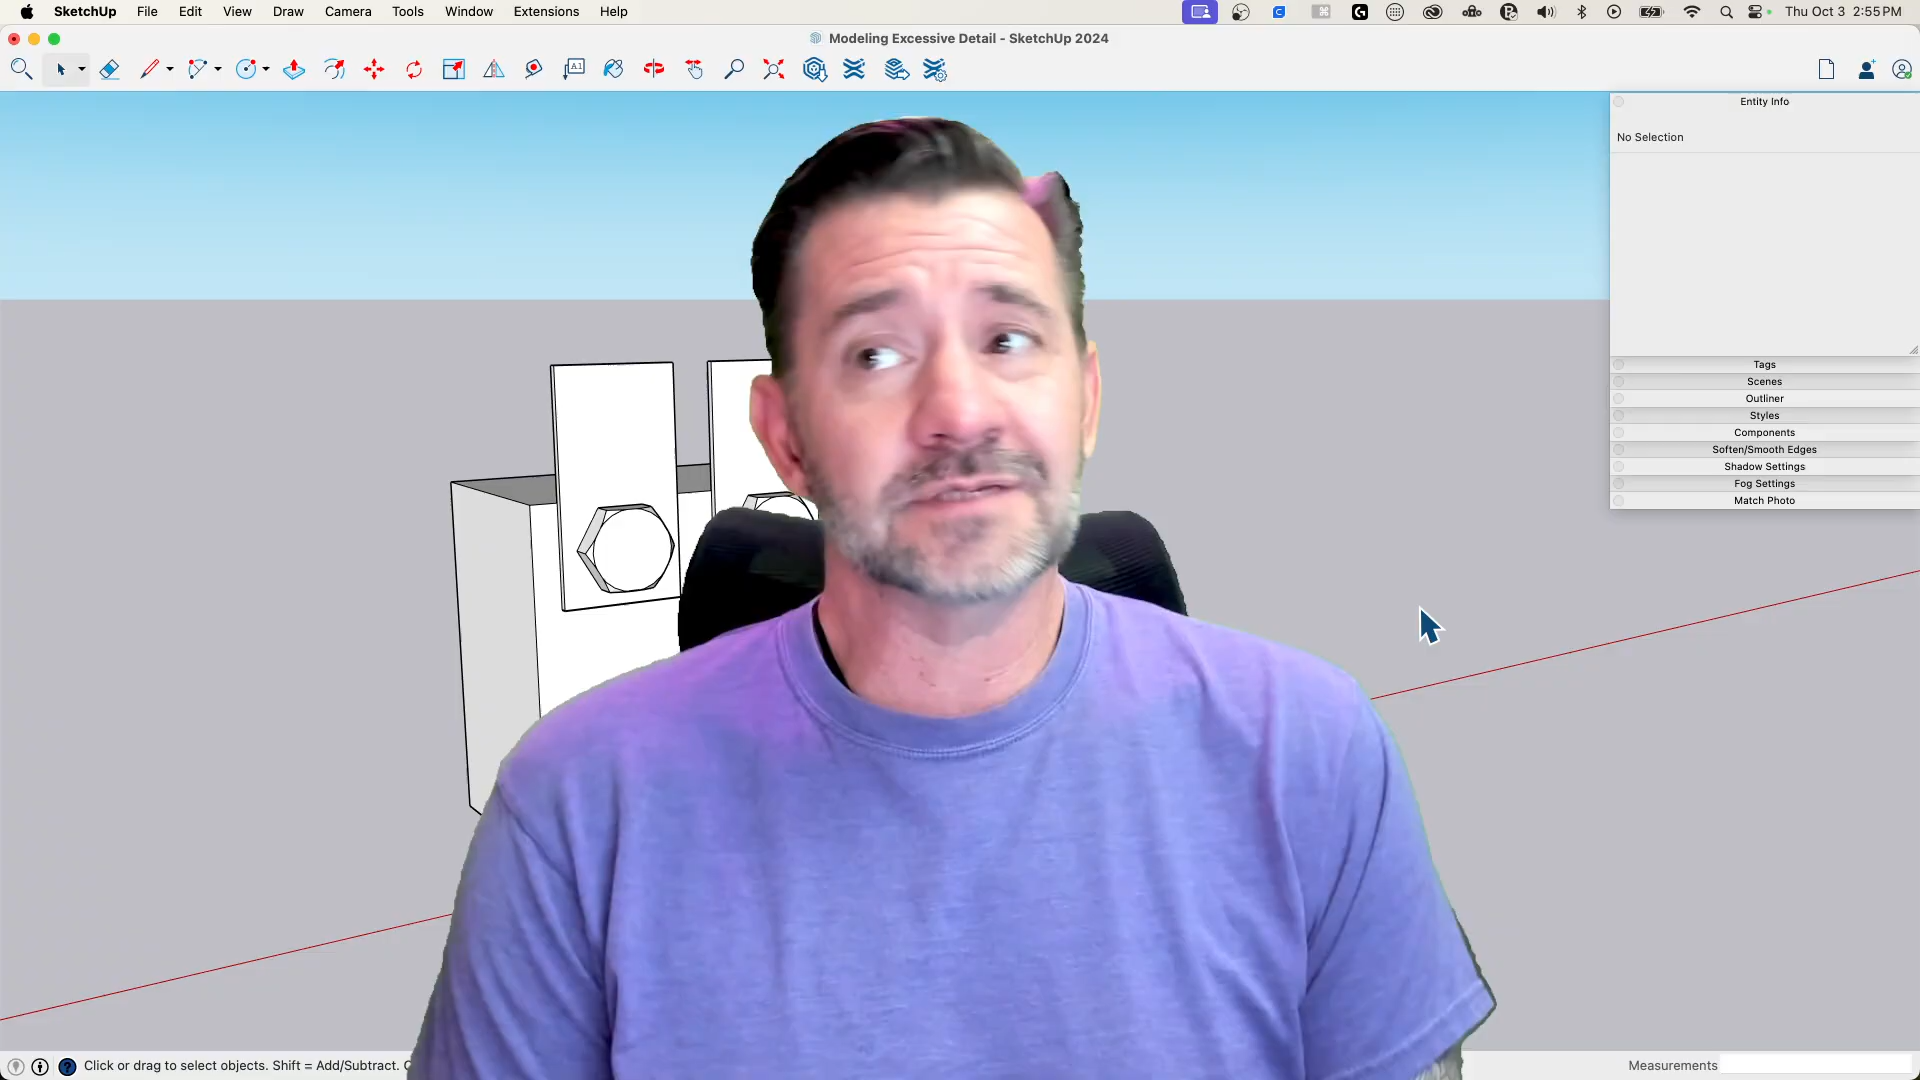 SketchUp File Edit View Draw Camera Tools Window Extensions Help Thu Oct 3 2:55 PM
Modeling Excessive Detail - SketchUp 2024
A1
Entity Info
No Selection
Tags
Scenes
Outliner
Styles
Components
Soften/Smooth Edges
Shadow Settings
Fog Settings
Match Photo
Click or drag to select objects. Shift = Add/Subtract.
Measurements